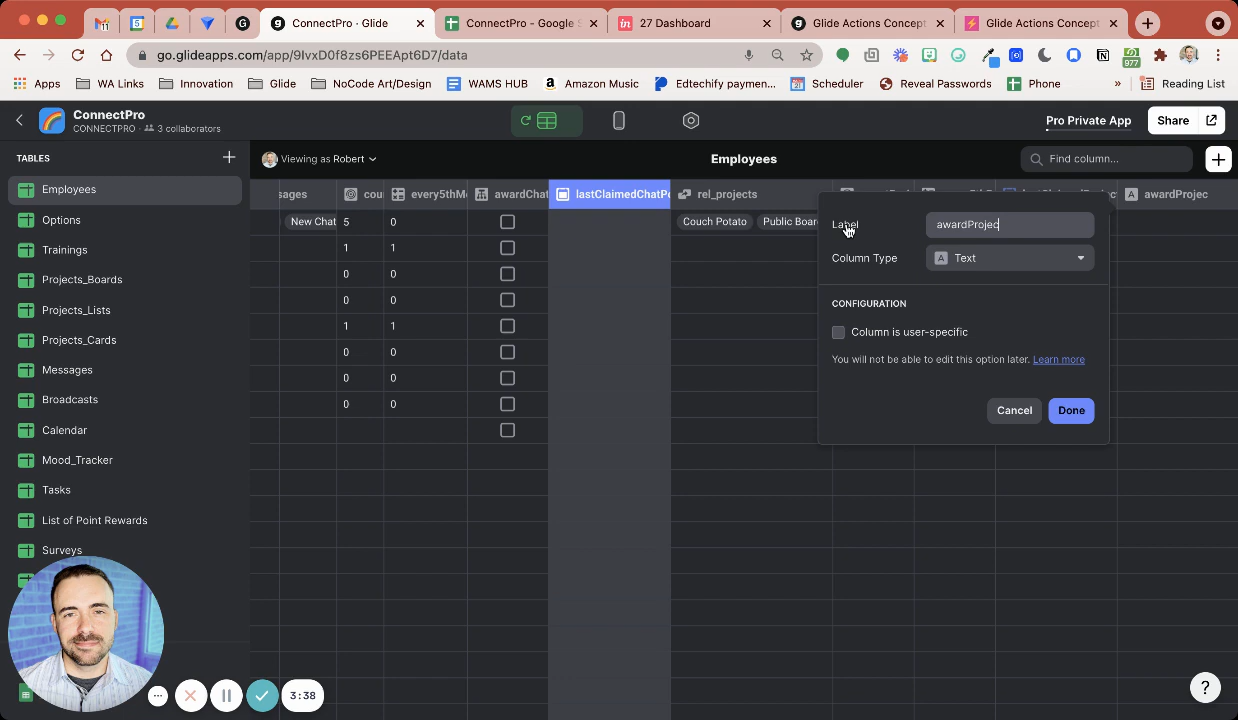 ConnectPro · Glide
ConnectPro - Google S
27 Dashboard
Glide Actions Concept
Glide Actions Concept
go.glideapps.com/app/9IvxD0f8zs6PEEApt6D7/data
977
Apps
WA Links
Innovation
Glide
NoCode Art/Design
WAMS HUB
Amazon Music
Edtechify paymen...
Scheduler
Reveal Passwords
Phone
»
Reading List
ConnectPro
CONNECTPRO · 3 collaborators
Pro Private App
Share
TABLES
Viewing as Robert
Employees
Find column...
Employees
Options
Trainings
Projects_Boards
Projects_Lists
Projects_Cards
Messages
Broadcasts
Calendar
Mood_Tracker
Tasks
List of Point Rewards
Surveys
ssages
cou
every5thM
awardChat
lastClaimedChatPo
rel_projects
awardProjec
New Chat
5
0
Couch Potato
Public Boar
1
1
0
0
0
0
1
1
0
0
0
0
0
0
Label
awardProjec
Column Type
Text
CONFIGURATION
Column is user-specific
You will not be able to edit this option later. Learn more
Cancel
Done
3:38
?